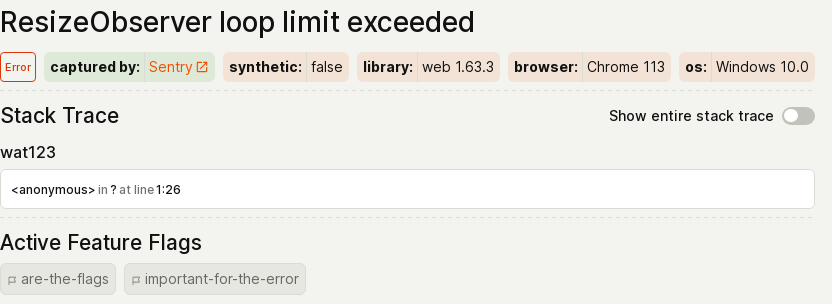 ResizeObserver loop limit exceeded
Error captured by: Sentry synthetic: false library: web 1.63.3 browser: Chrome 113 os: Windows 10.0
Stack Trace Show entire stack trace
wat123
<anonymous> in ? at line 1:26
Active Feature Flags
are-the-flags important-for-the-error